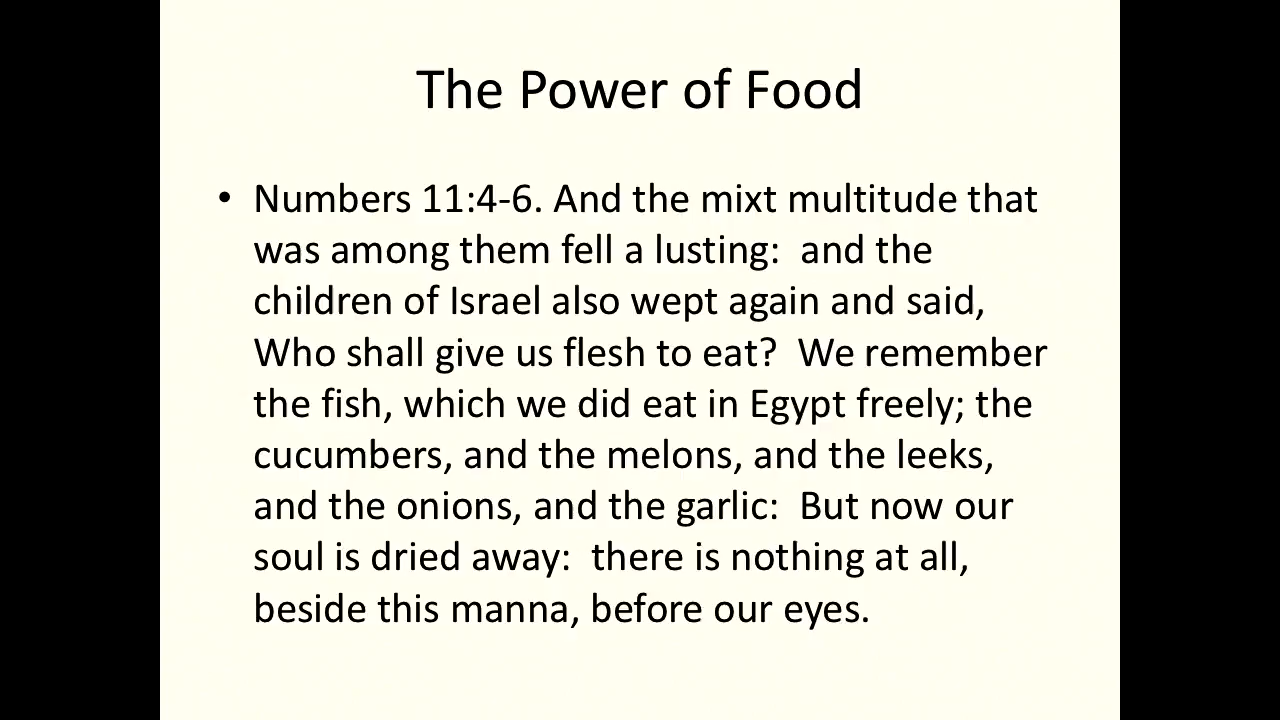 The Power of Food
• Numbers 11:4-6. And the mixt multitude that
was among them fell a lusting:  and the
children of Israel also wept again and said,
Who shall give us flesh to eat?  We remember
the fish, which we did eat in Egypt freely; the
cucumbers, and the melons, and the leeks,
and the onions, and the garlic:  But now our
soul is dried away:  there is nothing at all,
beside this manna, before our eyes.